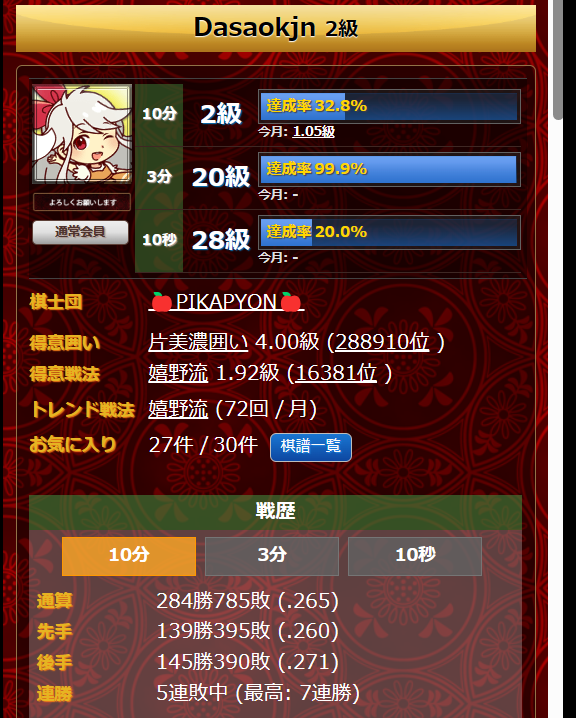 Dasaokjn 2級
10分 2級 達成率 32.8%
今月: 1.05級
3分 20級 達成率 99.9%
今月: -
よろしくお願いします
通常会員
10秒 28級 達成率 20.0%
今月: -
棋士団 🍎PIKAPYON🍎
得意囲い 片美濃囲い 4.00級 (288910位 )
得意戦法 嬉野流 1.92級 (16381位 )
トレンド戦法 嬉野流 (72回 / 月)
お気に入り 27件 / 30件 棋譜一覧
戦歴
10分 3分 10秒
通算 284勝785敗 (.265)
先手 139勝395敗 (.260)
後手 145勝390敗 (.271)
連勝 5連敗中 (最高: 7連勝)